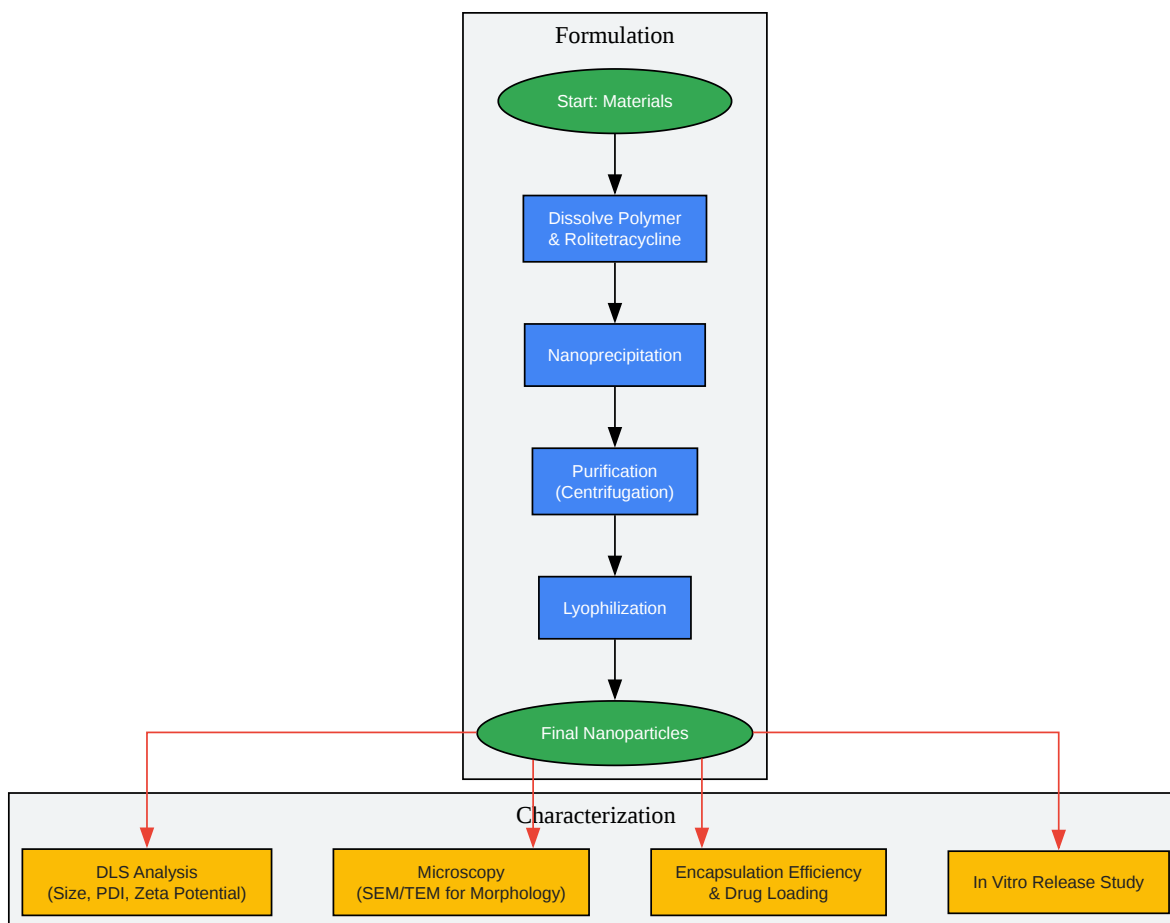 Formulation
Start: Materials
Dissolve Polymer
& Rolitetracycline
Nanoprecipitation
Purification
(Centrifugation)
Lyophilization
Final Nanoparticles
Characterization
DLS Analysis
(Size, PDI, Zeta Potential)
Microscopy
(SEM/TEM for Morphology)
Encapsulation Efficiency
& Drug Loading
In Vitro Release Study